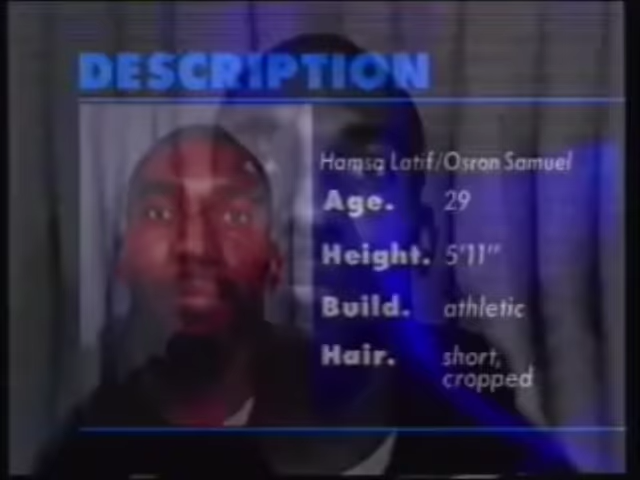 DESCRIPTION
Hamsa Latif/Osron Samuel
Age. 29
Height. 5'11"
Build. athletic
Hair. short,
cropped